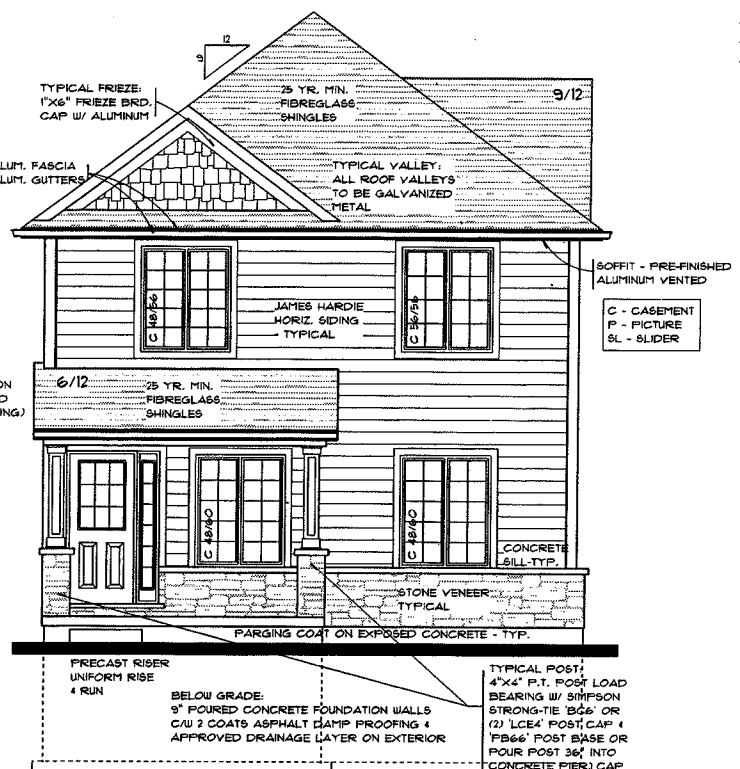 12
9
TYPICAL FRIEZE:
1"X6" FRIEZE BRD.
CAP W/ ALUMINUM
25 YR. MIN.
FIBREGLASS
SHINGLES
9/12
LUM. FASCIA
LUM. GUTTERS
TYPICAL VALLEY:
ALL ROOF VALLEYS
TO BE GALVANIZED
METAL
SOFFIT - PRE-FINISHED
ALUMINUM VENTED
C - CASEMENT
P - PICTURE
SL - SLIDER
C 48/56
JAMES HARDIE
HORIZ. SIDING
- TYPICAL
C 56/56
ON
D
NG)
6/12
25 YR. MIN.
FIBREGLASS
SHINGLES
C 48/60
C 48/60
CONCRETE
SILL-TYP.
STONE VENEER
TYPICAL
PARGING COAT ON EXPOSED CONCRETE - TYP.
PRECAST RISER
UNIFORM RISE
& RUN
BELOW GRADE:
9" POURED CONCRETE FOUNDATION WALLS
C/W 2 COATS ASPHALT DAMP PROOFING &
APPROVED DRAINAGE LAYER ON EXTERIOR
TYPICAL POST:
4"X4" P.T. POST LOAD
BEARING W/ SIMPSON
STRONG-TIE 'BC6' OR
(2) 'LCE4' POST CAP &
'PB66' POST BASE OR
POUR POST 36" INTO
CONCRETE PIER) CAP